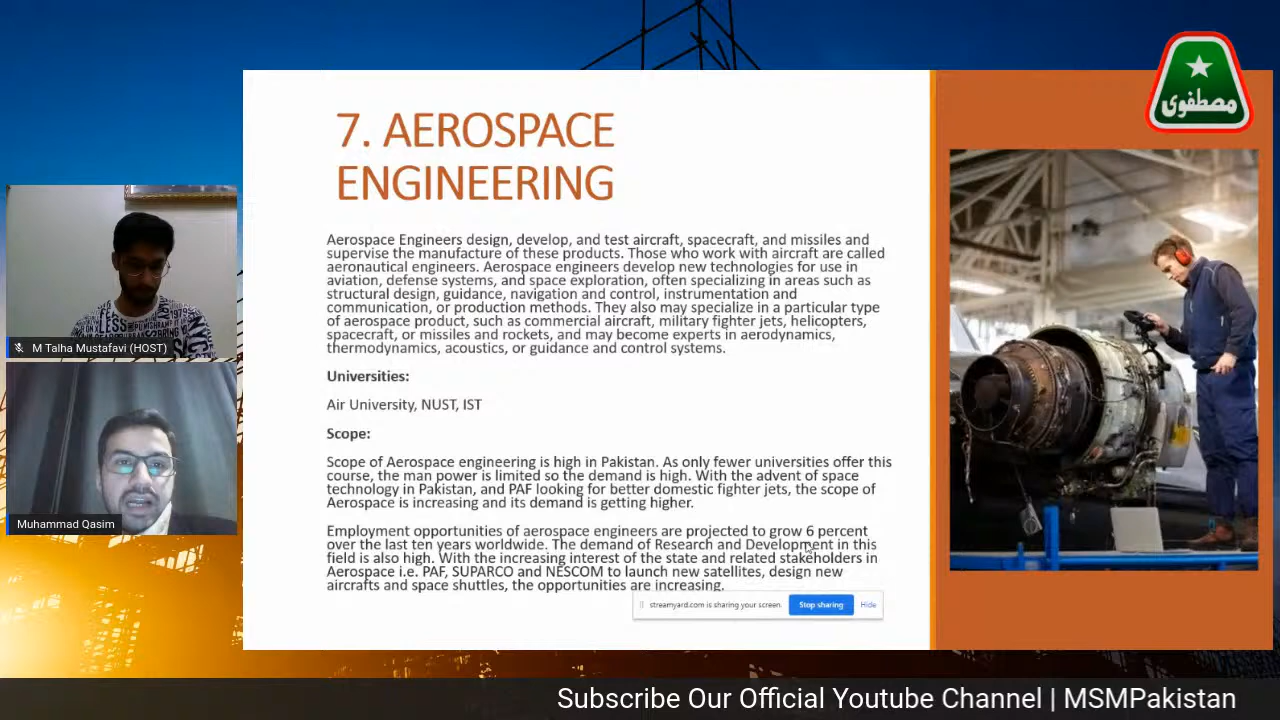 7. AEROSPACE
ENGINEERING
Aerospace Engineers design, develop, and test aircraft, spacecraft, and missiles and
supervise the manufacture of these products. Those who work with aircraft are called
aeronautical engineers. Aerospace engineers develop new technologies for use in
aviation, defense systems, and space exploration, often specializing in areas such as
structural design, guidance, navigation and control, instrumentation and
communication, or production methods. They also may specialize in a particular type
of aerospace product, such as commercial aircraft, military fighter jets, helicopters,
spacecraft, or missiles and rockets, and may become experts in aerodynamics,
thermodynamics, acoustics, or guidance and control systems.
Universities:
Air University, NUST, IST
Scope:
Scope of Aerospace engineering is high in Pakistan. As only fewer universities offer this
course, the man power is limited so the demand is high. With the advent of space
technology in Pakistan, and PAF looking for better domestic fighter jets, the scope of
Aerospace is increasing and its demand is getting higher.
Employment opportunities of aerospace engineers are projected to grow 6 percent
over the last ten years worldwide. The demand of Research and Development in this
field is also high. With the increasing interest of the state and related stakeholders in
Aerospace i.e. PAF, SUPARCO and NESCOM to launch new satellites, design new
aircrafts and space shuttles, the opportunities are increasing.
streamyard.com is sharing your screen. Stop sharing Hide
مصطفوی
M Talha Mustafavi (HOST)
Muhammad Qasim
Subscribe Our Official Youtube Channel | MSMPakistan